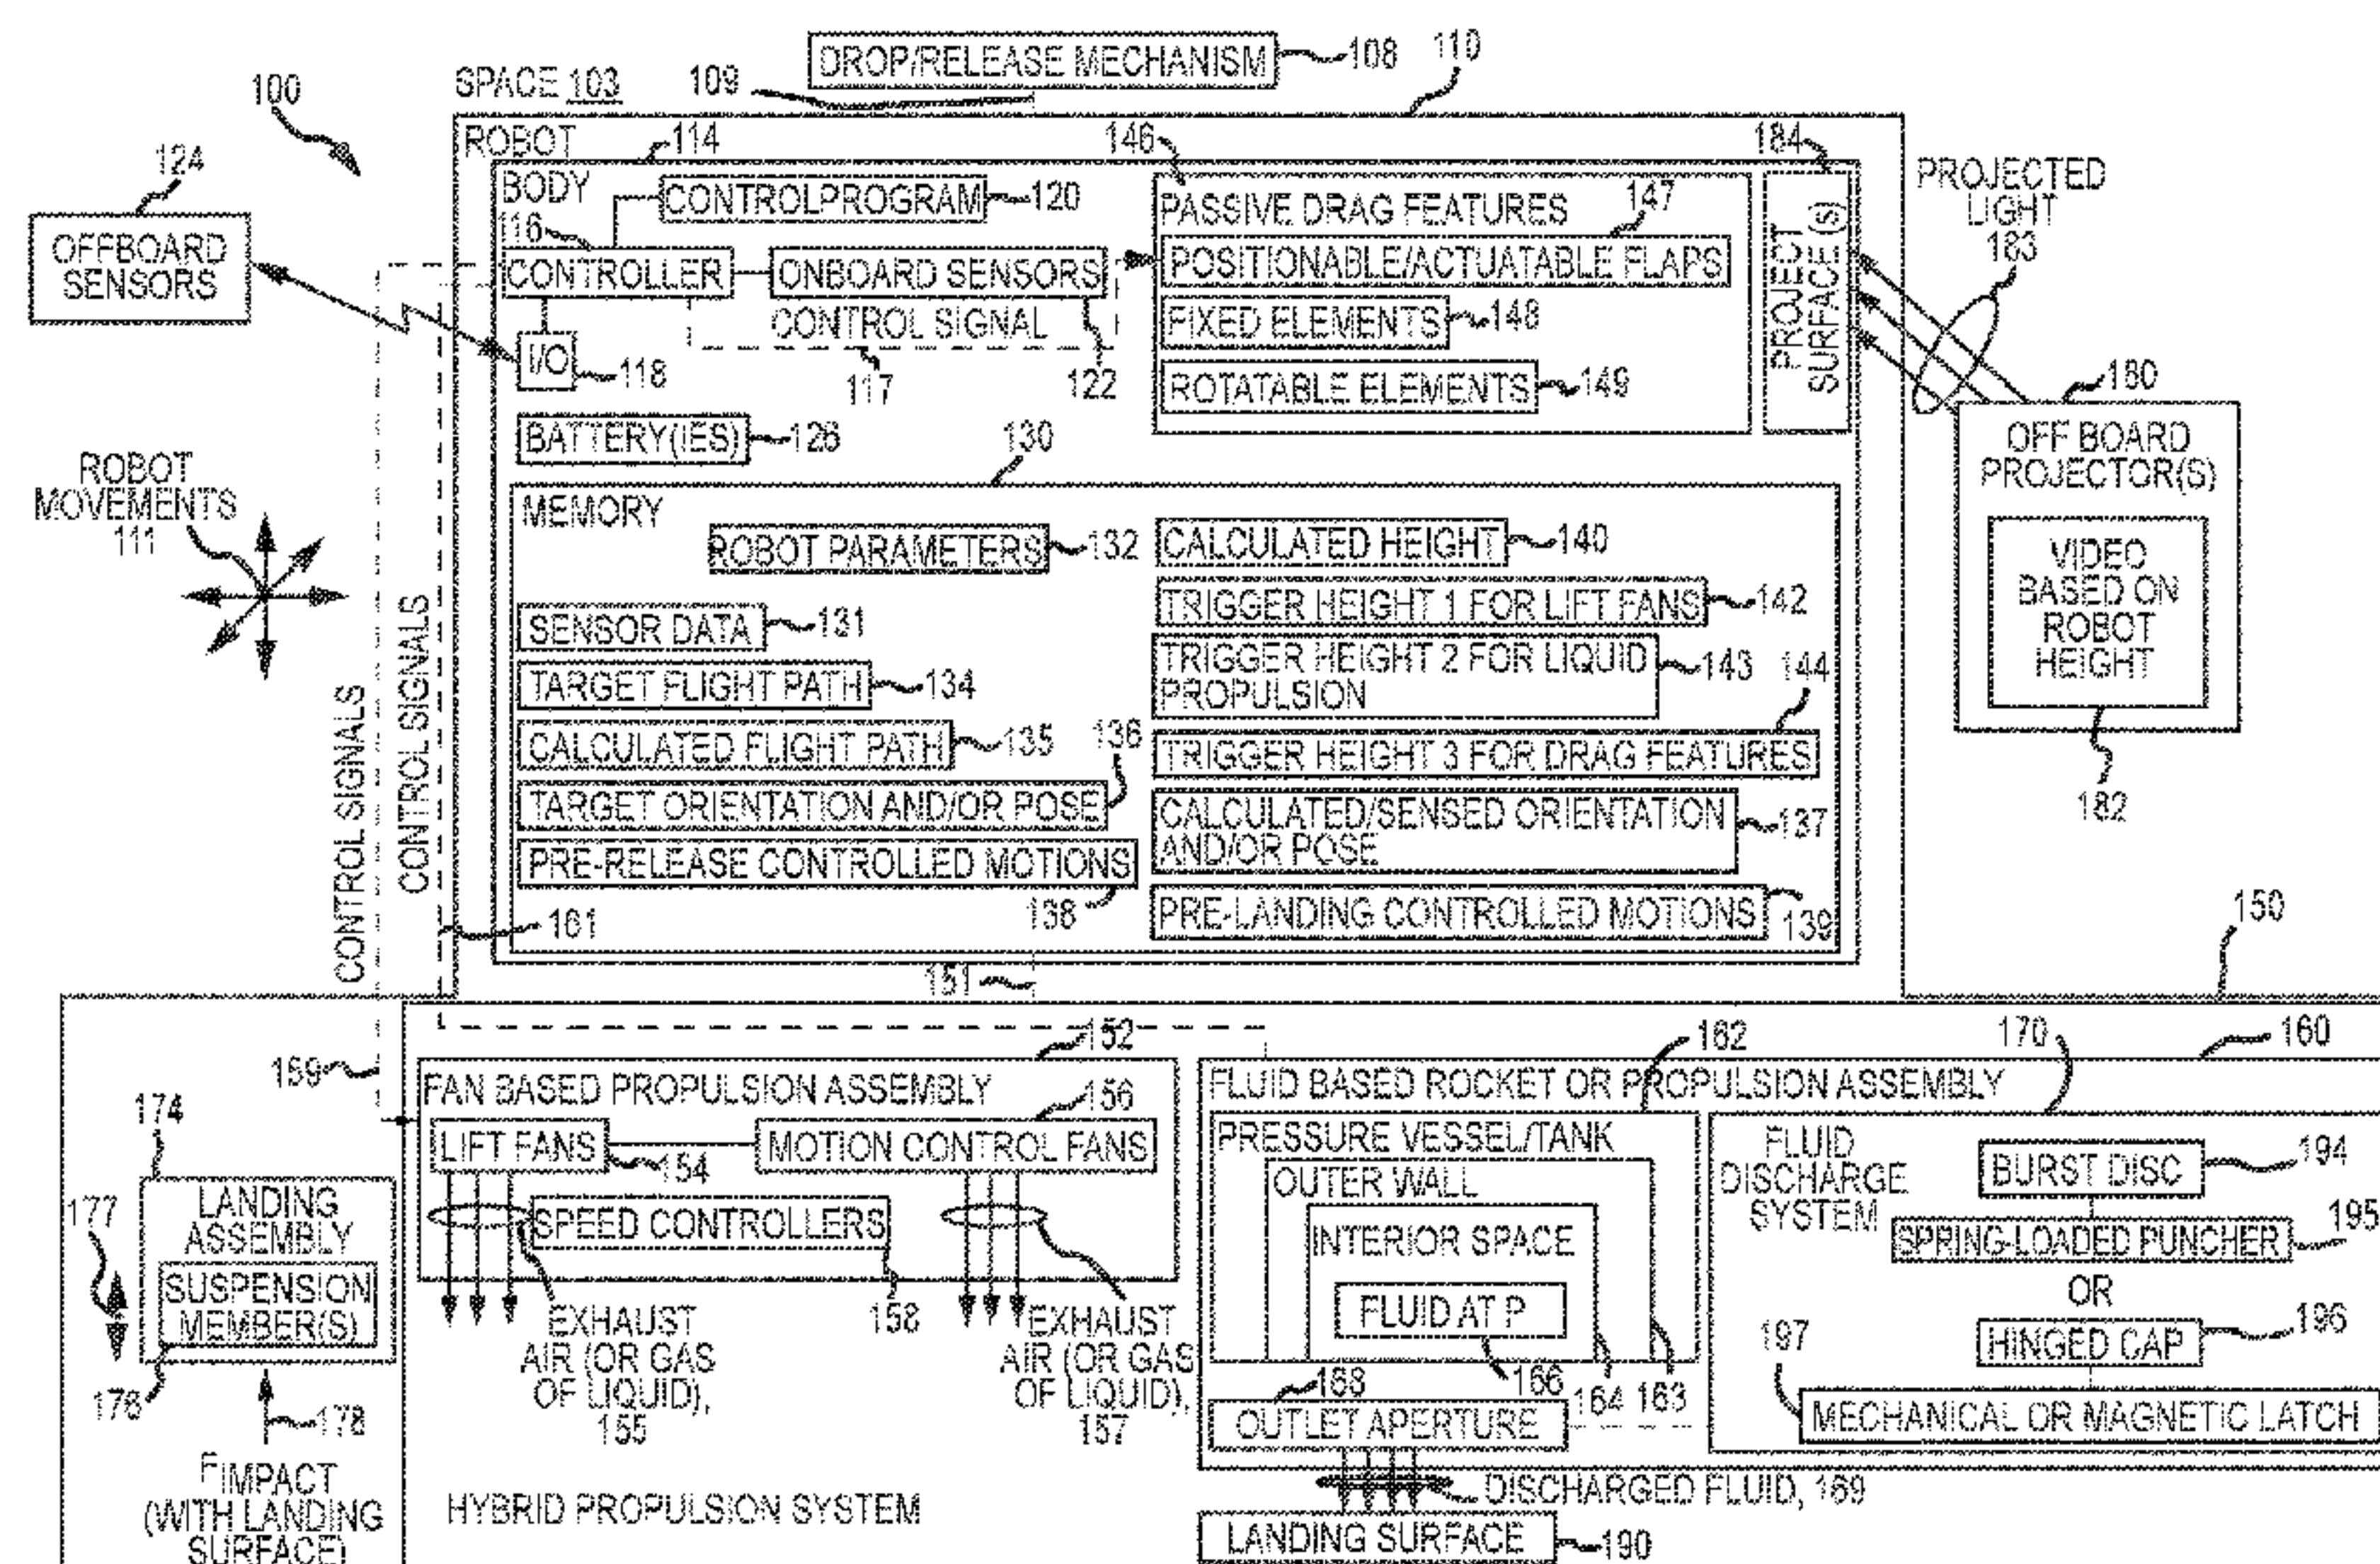 DROP/RELEASE MECHANISM
108
110
SPACE 103
109
100
ROBOT
114
146
184
124
BODY
CONTROLPROGRAM
120
PASSIVE DRAG FEATURES
147
PROJECTED
LIGHT
183
116
OFFBOARD
SENSORS
CONTROLLER
ONBOARD SENSORS
POSITIONABLE/ACTUATABLE FLAPS
PROJECT
SURFACE(s)
CONTROL SIGNAL
FIXED ELEMENTS
148
I/O
118
117
122
ROTATABLE ELEMENTS
149
180
BATTERY(IES)
126
130
OFF BOARD
PROJECTOR(S)
ROBOT
MOVEMENTS
111
MEMORY
ROBOT PARAMETERS
132
CALCULATED HEIGHT
140
VIDEO
BASED ON
ROBOT
HEIGHT
182
SENSOR DATA
131
TRIGGER HEIGHT 1 FOR LIFT FANS
142
TARGET FLIGHT PATH
134
TRIGGER HEIGHT 2 FOR LIQUID
PROPULSION
143
144
CALCULATED FLIGHT PATH
135
136
TRIGGER HEIGHT 3 FOR DRAG FEATURES
TARGET ORIENTATION AND/OR POSE
CALCULATED/SENSED ORIENTATION
AND/OR POSE
137
PRE-RELEASE CONTROLLED MOTIONS
138
PRE-LANDING CONTROLLED MOTIONS
139
CONTROL SIGNALS
CONTROL SIGNALS
161
150
151
152
162
170
160
159
FAN BASED PROPULSION ASSEMBLY
156
FLUID BASED ROCKET OR PROPULSION ASSEMBLY
174
LIFT FANS
154
MOTION CONTROL FANS
PRESSURE VESSEL/TANK
FLUID
DISCHARGE
SYSTEM
BURST DISC
194
OUTER WALL
177
LANDING
ASSEMBLY
SPEED CONTROLLERS
INTERIOR SPACE
SPRING-LOADED PUNCHER
195
SUSPENSION
MEMBER(S)
OR
FLUID AT P
158
EXHAUST
AIR (OR GAS
OF LIQUID),
155
EXHAUST
AIR (OR GAS
OF LIQUID),
157
HINGED CAP
196
197
176
178
168
166
164
163
OUTLET APERTURE
MECHANICAL OR MAGNETIC LATCH
FIMPACT
(WITH LANDING
SURFACE)
HYBRID PROPULSION SYSTEM
DISCHARGED FLUID, 169
LANDING SURFACE
190